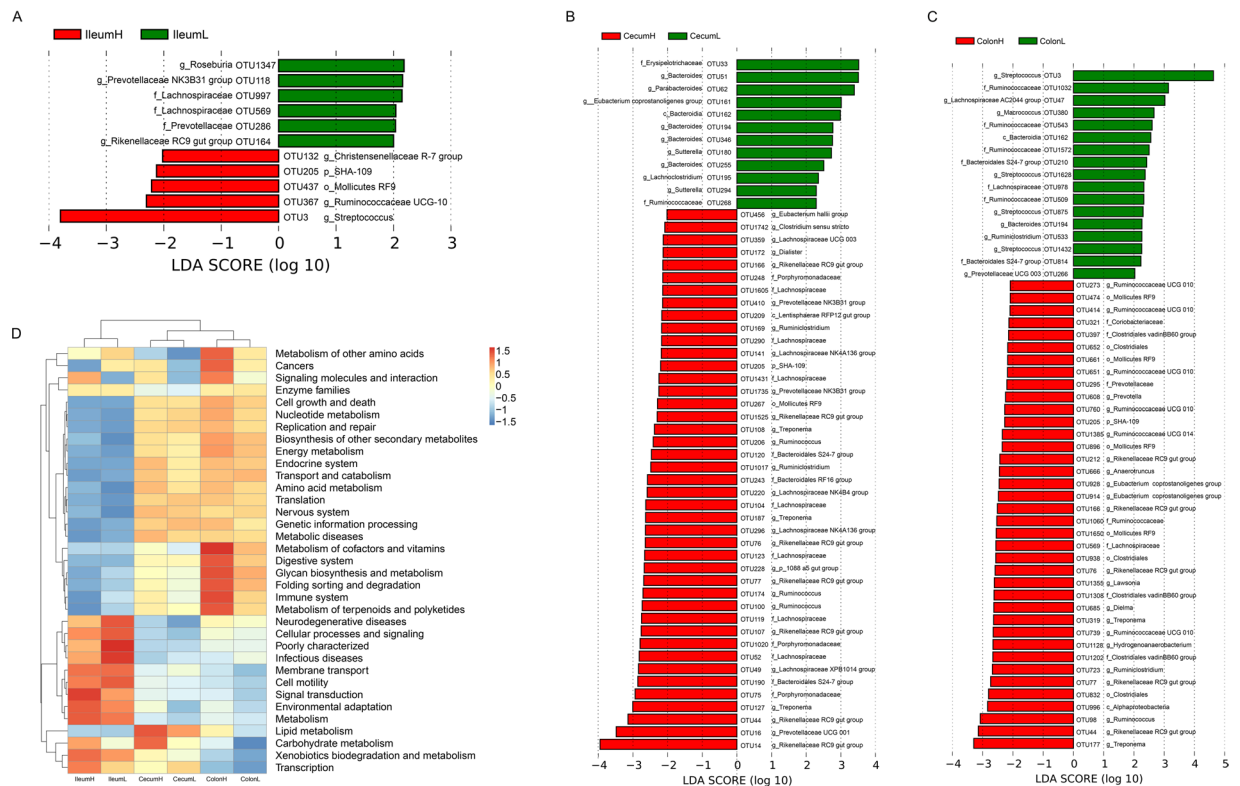 A
IleumH IleumL
g_Roseburia OTU1347
g_Prevotellaceae NK3B31 group OTU118
f_Lachnospiraceae OTU997
f_Lachnospiraceae OTU569
f_Prevotellaceae OTU286
g_Rikenellaceae RC9 gut group OTU164
OTU132 g_Christensenellaceae R-7 group
OTU205 p_SHA-109
OTU437 o_Mollicutes RF9
OTU367 g_Ruminococcaceae UCG-10
OTU3 g_Streptococcus
−4 −3 −2 −1 0 1 2 3
LDA SCORE (log 10)
B
CecumH CecumL
f_Erysipelotrichaceae OTU33
g_Bacteroides OTU51
g_Parabacteroides OTU62
g__Eubacterium coprostanoligenes group OTU161
c_Bacteroidia OTU162
g_Bacteroides OTU194
g_Bacteroides OTU346
g_Sutterella OTU180
g_Bacteroides OTU255
g_Lachnoclostridium OTU195
g_Sutterella OTU294
f_Ruminococcaceae OTU268
OTU456 g_Eubacterium hallii group
OTU1742 g_Clostridium sensu stricto
OTU359 g_Lachnospiraceae UCG 003
OTU172 g_Dialister
OTU166 g_Rikenellaceae RC9 gut group
OTU248 f_Porphyromonadaceae
OTU1605 f_Lachnospiraceae
OTU410 g_Prevotellaceae NK3B31 group
OTU209 c_Lentisphaerae RFP12 gut group
OTU169 g_Ruminiclostridium
OTU290 f_Lachnospiraceae
OTU141 g_Lachnospiraceae NK4A136 group
OTU205 p_SHA-109
OTU1431 f_Lachnospiraceae
OTU1735 g_Prevotellaceae NK3B31 group
OTU267 o_Mollicutes RF9
OTU1525 g_Rikenellaceae RC9 gut group
OTU108 g_Treponema
OTU206 g_Ruminococcus
OTU120 f_Bacteroidales S24-7 group
OTU1017 g_Ruminiclostridium
OTU243 f_Bacteroidales RF16 group
OTU220 g_Lachnospiraceae NK4B4 group
OTU104 f_Lachnospiraceae
OTU187 g_Treponema
OTU296 g_Lachnospiraceae NK4A136 group
OTU76 g_Rikenellaceae RC9 gut group
OTU123 f_Lachnospiraceae
OTU228 g_p_1088 a5 gut group
OTU77 g_Rikenellaceae RC9 gut group
OTU174 g_Ruminococcus
OTU100 g_Ruminococcus
OTU119 f_Lachnospiraceae
OTU107 g_Rikenellaceae RC9 gut group
OTU1020 f_Porphyromonadaceae
OTU52 f_Lachnospiraceae
OTU49 g_Lachnospiraceae XPB1014 group
OTU190 f_Bacteroidales S24-7 group
OTU75 f_Porphyromonadaceae
OTU127 g_Treponema
OTU44 g_Rikenellaceae RC9 gut group
OTU16 g_Prevotellaceae UCG 001
OTU14 g_Rikenellaceae RC9 gut group
−4 −3 −2 −1 0 1 2 3 4
LDA SCORE (log 10)
C
ColonH ColonL
g_Streptococcus OTU3
f_Ruminococcaceae OTU1032
g_Lachnospiraceae AC2044 group OTU47
g_Macrococcus OTU380
f_Ruminococcaceae OTU543
c_Bacteroidia OTU162
f_Ruminococcaceae OTU1572
f_Bacteroidales S24-7 group OTU210
g_Streptococcus OTU1628
f_Lachnospiraceae OTU978
f_Ruminococcaceae OTU509
g_Streptococcus OTU875
g_Bacteroides OTU194
g_Ruminiclostridium OTU533
g_Streptococcus OTU1432
f_Bacteroidales S24-7 group OTU814
g_Prevotellaceae UCG 003 OTU266
OTU273 g_Ruminococcaceae UCG 010
OTU474 o_Mollicutes RF9
OTU414 g_Ruminococcaceae UCG 010
OTU321 f_Coriobacteriaceae
OTU397 f_Clostridiales vadinBB60 group
OTU652 o_Clostridiales
OTU661 o_Mollicutes RF9
OTU651 g_Ruminococcaceae UCG 010
OTU295 f_Prevotellaceae
OTU608 g_Prevotella
OTU760 g_Ruminococcaceae UCG 010
OTU205 p_SHA-109
OTU1385 g_Ruminococcaceae UCG 014
OTU896 o_Mollicutes RF9
OTU212 g_Rikenellaceae RC9 gut group
OTU666 g_Anaerotruncus
OTU928 g_Eubacterium coprostanoligenes group
OTU914 g_Eubacterium coprostanoligenes group
OTU166 g_Rikenellaceae RC9 gut group
OTU1060 f_Ruminococcaceae
OTU1650 o_Mollicutes RF9
OTU569 f_Lachnospiraceae
OTU938 o_Clostridiales
OTU76 g_Rikenellaceae RC9 gut group
OTU1355 g_Lawsonia
OTU1308 f_Clostridiales vadinBB60 group
OTU685 g_Dielma
OTU319 g_Treponema
OTU739 g_Ruminococcaceae UCG 010
OTU1128 g_Hydrogenoanaerobacterium
OTU1202 f_Clostridiales vadinBB60 group
OTU723 g_Ruminiclostridium
OTU77 g_Rikenellaceae RC9 gut group
OTU832 o_Clostridiales
OTU996 c_Alphaproteobacteria
OTU98 g_Ruminococcus
OTU44 g_Rikenellaceae RC9 gut group
OTU177 g_Treponema
−4 −3 −2 −1 0 1 2 3 4 5
LDA SCORE (log 10)
D
Metabolism of other amino acids
Cancers
Signaling molecules and interaction
Enzyme families
Cell growth and death
Nucleotide metabolism
Replication and repair
Biosynthesis of other secondary metabolites
Energy metabolism
Endocrine system
Transport and catabolism
Amino acid metabolism
Translation
Nervous system
Genetic information processing
Metabolic diseases
Metabolism of cofactors and vitamins
Digestive system
Glycan biosynthesis and metabolism
Folding sorting and degradation
Immune system
Metabolism of terpenoids and polyketides
Neurodegenerative diseases
Cellular processes and signaling
Poorly characterized
Infectious diseases
Membrane transport
Cell motility
Signal transduction
Environmental adaptation
Metabolism
Lipid metabolism
Carbohydrate metabolism
Xenobiotics biodegradation and metabolism
Transcription
IleumH IleumL CecumH CecumL ColonH ColonL
1.5
1
0.5
0
−0.5
−1
−1.5